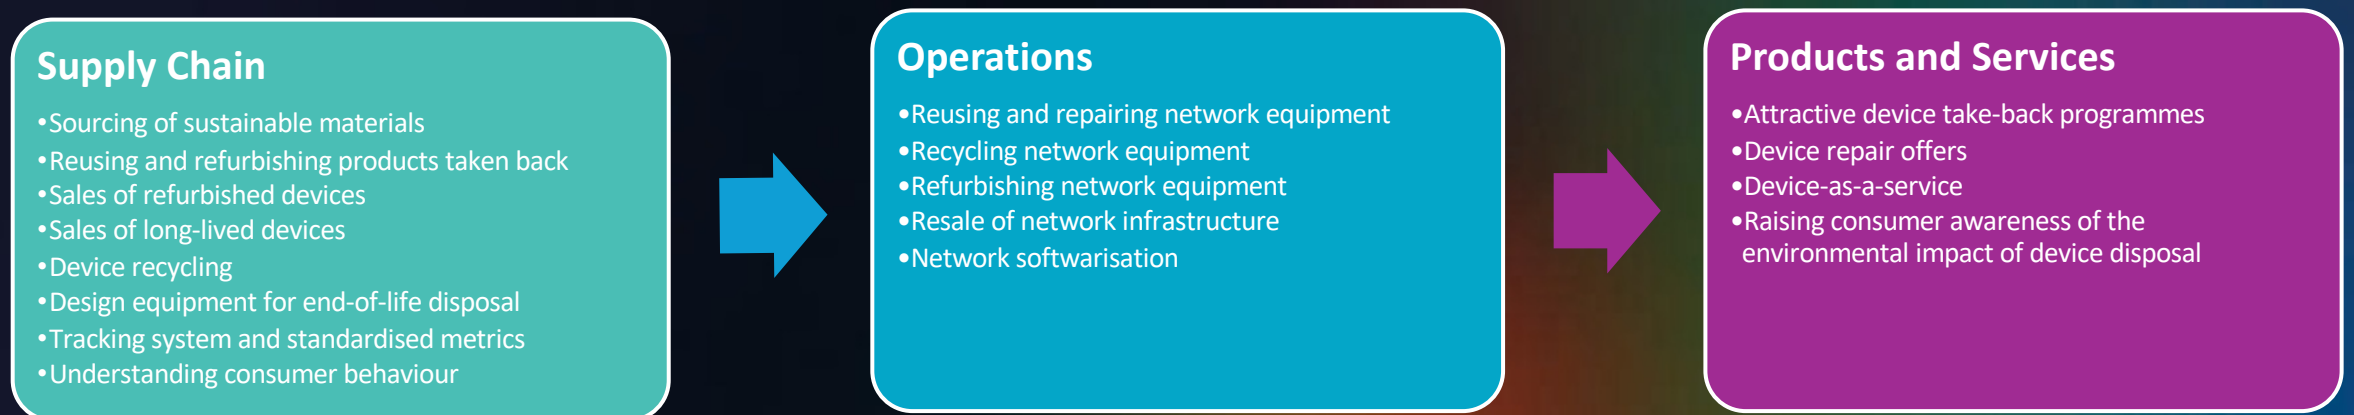 Supply Chain
•Sourcing of sustainable materials
•Reusing and refurbishing products taken back
•Sales of refurbished devices
•Sales of long-lived devices
•Device recycling
•Design equipment for end-of-life disposal
•Tracking system and standardised metrics
•Understanding consumer behaviour
Operations
•Reusing and repairing network equipment
•Recycling network equipment
•Refurbishing network equipment
•Resale of network infrastructure
•Network softwarisation
Products and Services
•Attractive device take-back programmes
•Device repair offers
•Device-as-a-service
•Raising consumer awareness of the
environmental impact of device disposal